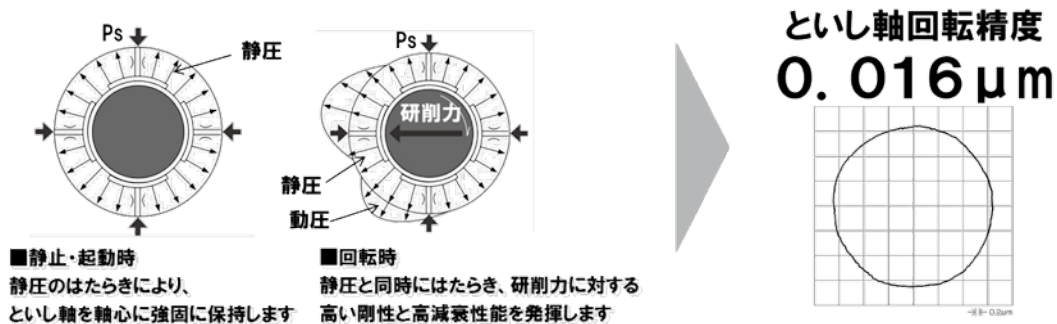 Ps
静圧
■静止・起動時
静圧のはたらきにより、
といし軸を軸心に強固に保持します
Ps
研削力
静圧
動圧
■回転時
静圧と同時にはたらき、研削力に対する
高い剛性と高減衰性能を発揮します
といし軸回転精度
0.016μm
0.2μm